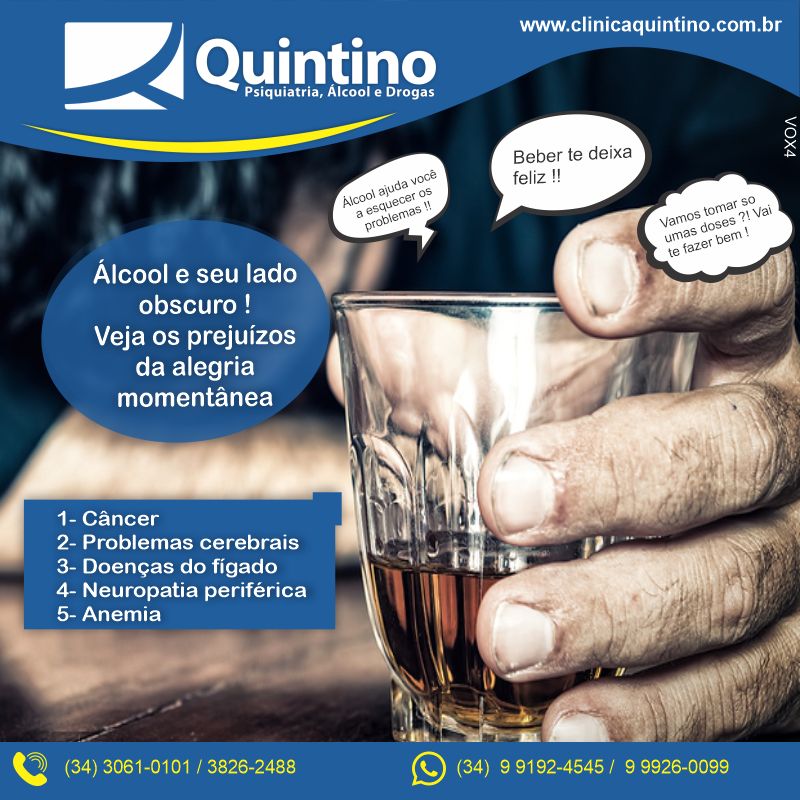 www.clinicaquintino.com.br
Quintino
Psiquiatria, Álcool e Drogas
VOX4
Álcool ajuda você
a esquecer os
problemas !!
Beber te deixa
feliz !!
Vamos tomar so
umas doses ?! Vai
te fazer bem !
Álcool e seu lado
obscuro !
Veja os prejuízos
da alegria
momentânea
1- Câncer
2- Problemas cerebrais
3- Doenças do fígado
4- Neuropatia periférica
5- Anemia
(34) 3061-0101 / 3826-2488
(34) 9 9192-4545 / 9 9926-0099